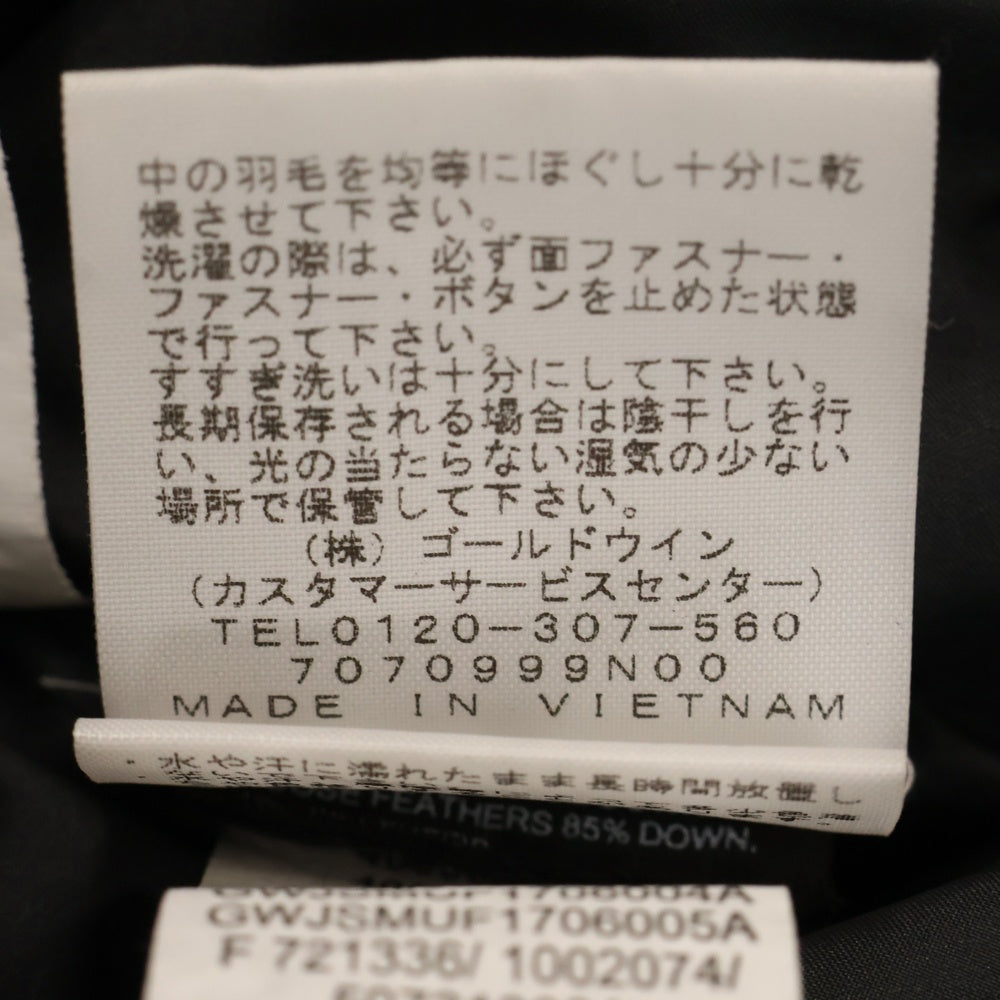 中の羽毛を均等にほぐし十分に乾
燥させて下さい。
洗濯の際は、必ず面ファスナー・
ファスナー・ボタンを止めた状態
で行って下さい。
すすぎ洗いは十分にして下さい。
長期保存される場合は陰干しを行
い、光の当たらない湿気の少ない
場所で保管して下さい。
(株) ゴールドウイン
(カスタマーサービスセンター)
TEL0120-307-560
7070999N00
MADE IN VIETNAM
・水や汗に濡れたまま長時間放置し
FEATHERS 85% DOWN.
GWJSMUF1706004A
GWJSMUF1706005A
F 721336/ 1002074/